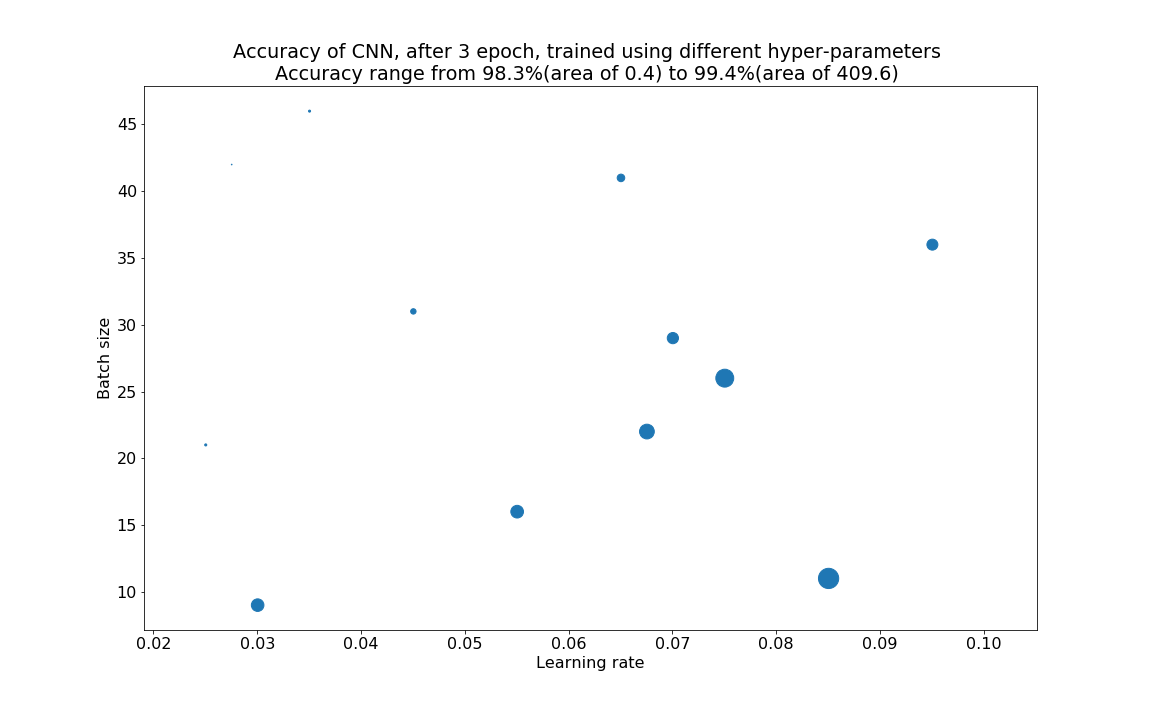 Accuracy of CNN, after 3 epoch, trained using different hyper-parameters
Accuracy range from 98.3%(area of 0.4) to 99.4%(area of 409.6)
45
40
35
30
25
20
15
10
Batch size
0.02 0.03 0.04 0.05 0.06 0.07 0.08 0.09 0.10
Learning rate